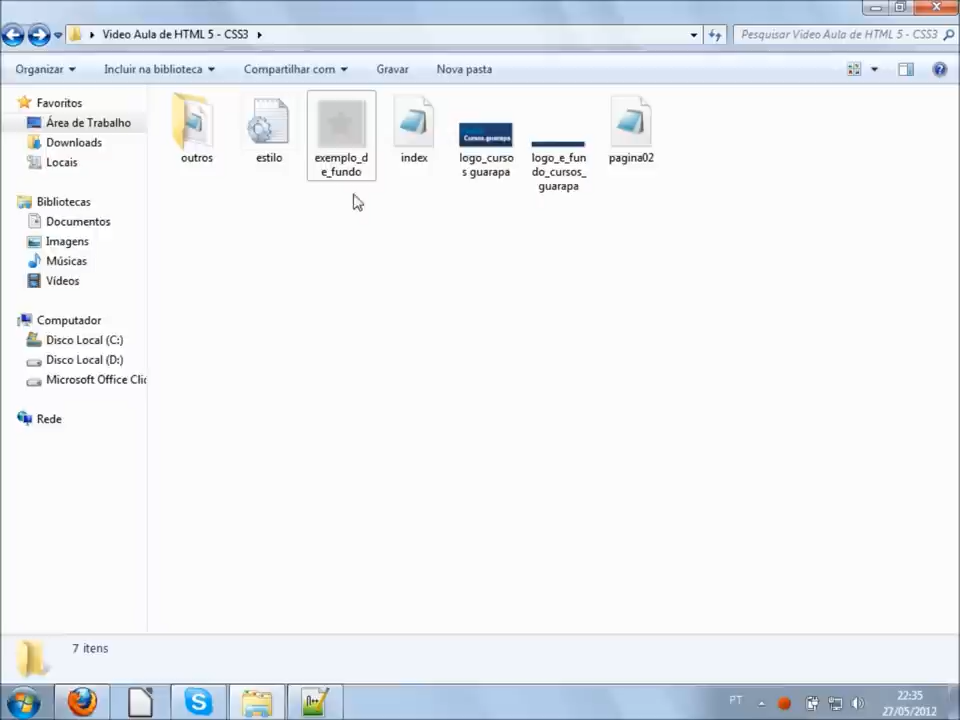 Video Aula de HTML 5 - CSS3
Pesquisar Video Aula de HTML 5 - CSS3
Organizar
Incluir na biblioteca
Compartilhar com
Gravar
Nova pasta
Favoritos
Área de Trabalho
Downloads
Locais
Bibliotecas
Documentos
Imagens
Músicas
Vídeos
Computador
Disco Local (C:)
Disco Local (D:)
Microsoft Office Clic
Rede
outros
estilo
exemplo_d
e_fundo
index
Cursos.guarapa
logo_curso
s guarapa
logo_e_fun
do_cursos_
guarapa
pagina02
7 itens
PT
22:35
27/05/2012